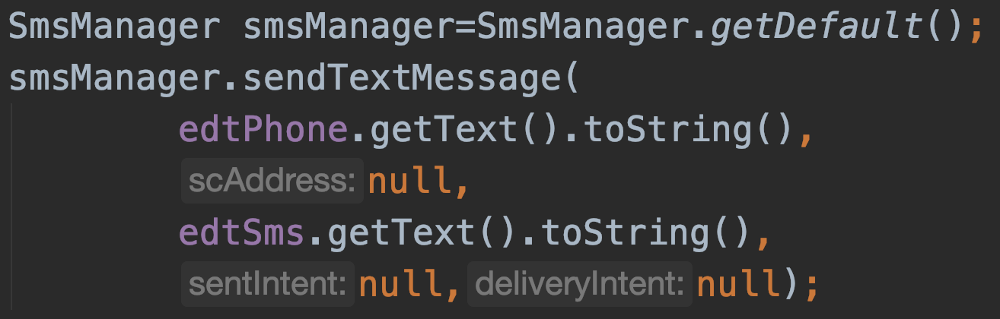 SmsManager smsManager=SmsManager.getDefault();
smsManager.sendTextMessage(
edtPhone.getText().toString(),
scAddress: null,
edtSms.getText().toString(),
sentIntent: null, deliveryIntent: null);